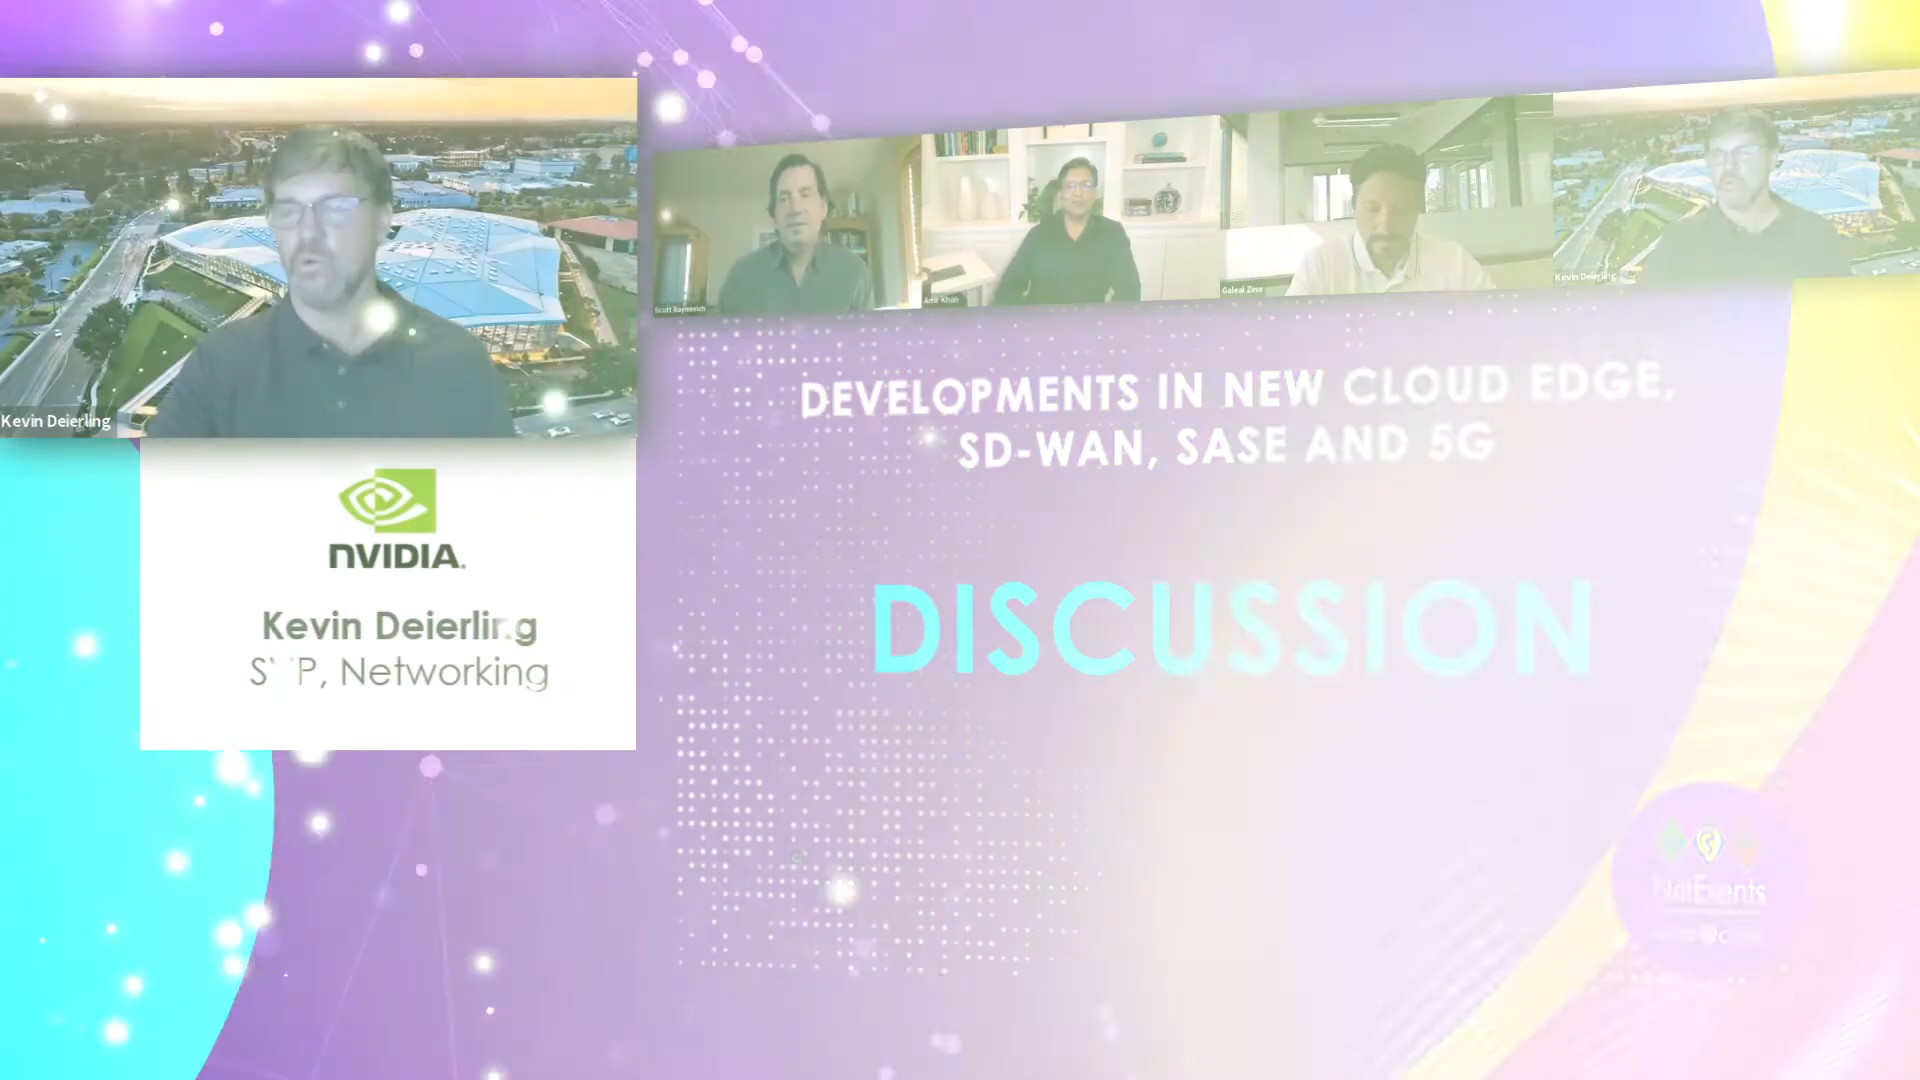 Kevin Deierling
Scott Raynovich
Amir Khan
Galeal Zino
Kevin Deierling
DEVELOPMENTS IN NEW CLOUD EDGE,
SD-WAN, SASE AND 5G
DISCUSSION
NVIDIA.
Kevin Deierling
SVP, Networking